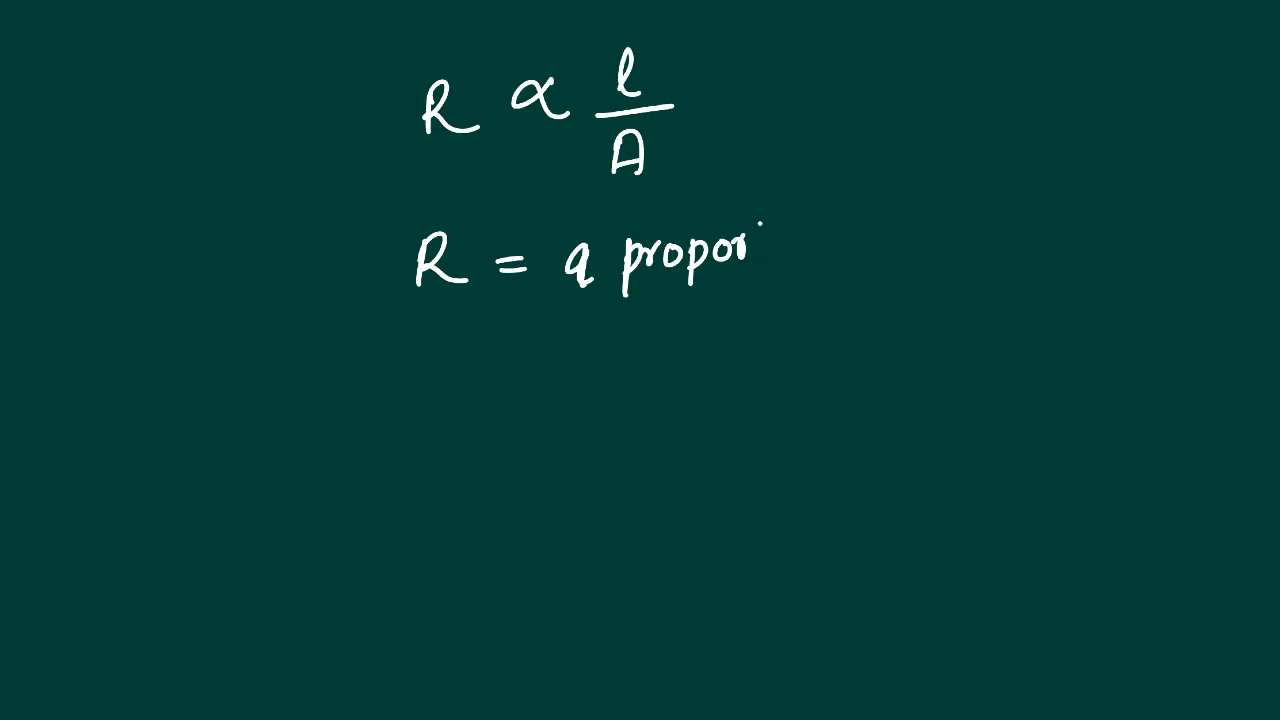 R ∝ l/A
R = a propor